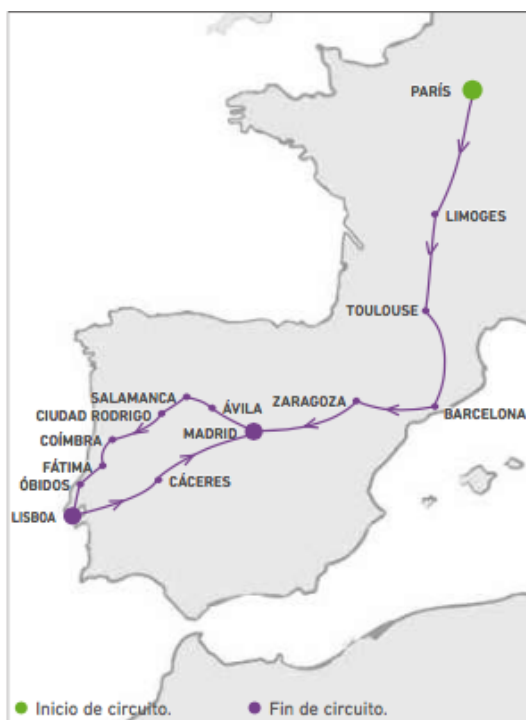 PARÍS
LIMOGES
TOULOUSE
BARCELONA
ZARAGOZA
SALAMANCA
ÁVILA
CIUDAD RODRIGO
MADRID
COÍMBRA
FÁTIMA
CÁCERES
ÓBIDOS
LISBOA
Inicio de circuito. Fin de circuito.